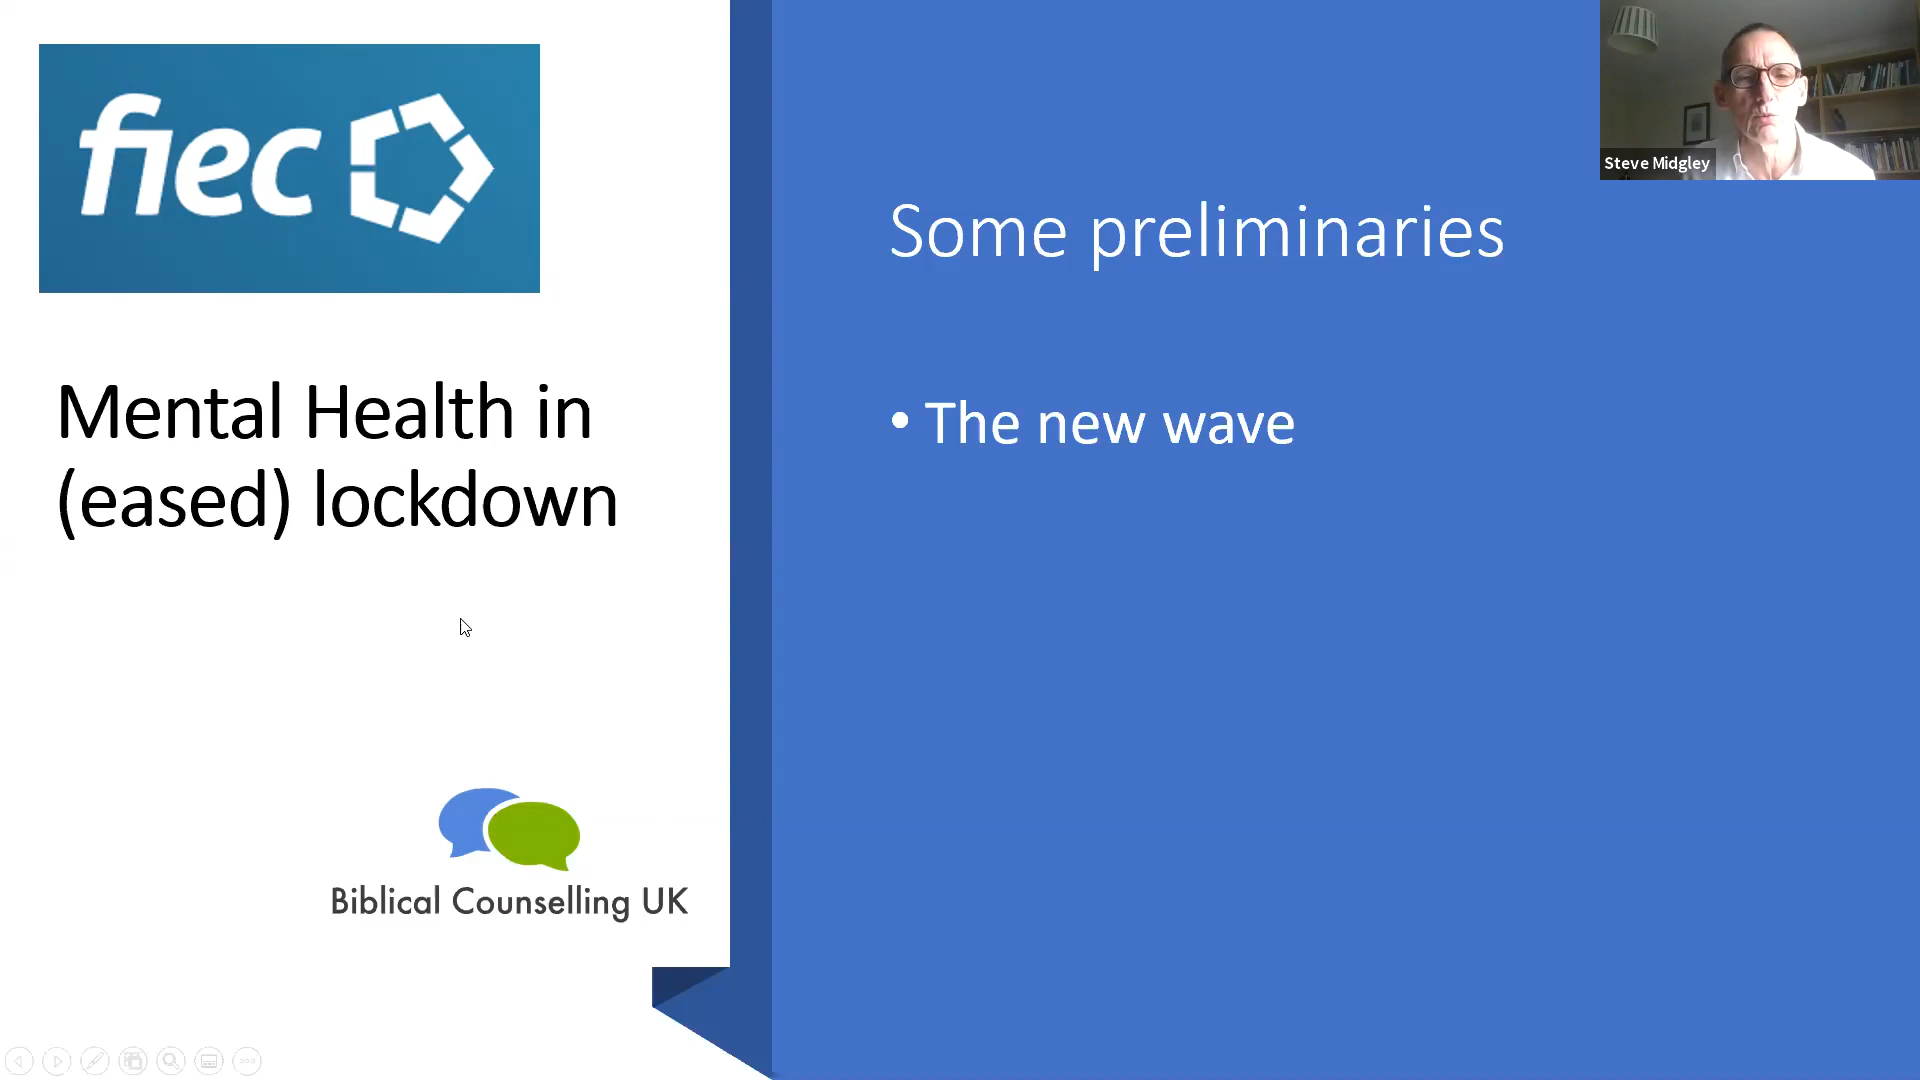 fiec
Mental Health in
(eased) lockdown
Biblical Counselling UK
Some preliminaries
• The new wave
Steve Midgley